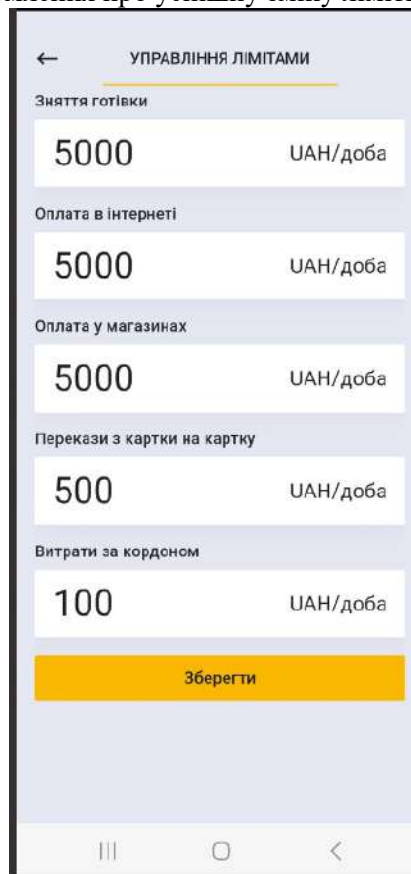 УПРАВЛІННЯ ЛІМІТАМИ
Зняття готівки
5000 UAH/доба
Оплата в інтернеті
5000 UAH/доба
Оплата у магазинах
5000 UAH/доба
Перекази з картки на картку
500 UAH/доба
Витрати за кордоном
100 UAH/доба
Зберегти